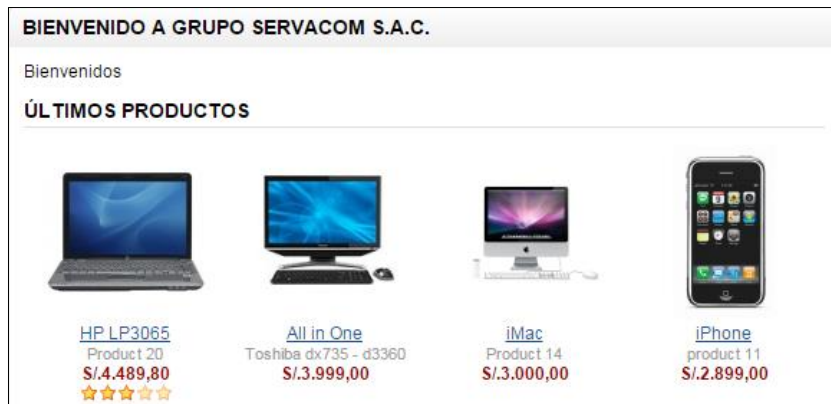 BIENVENIDO A GRUPO SERVACOM S.A.C.
Bienvenidos
ÚLTIMOS PRODUCTOS
HP LP3065
Product 20
S/.4.489,80
All in One
Toshiba dx735 - d3360
S/.3.999,00
iMac
Product 14
S/.3.000,00
iPhone
product 11
S/.2.899,00